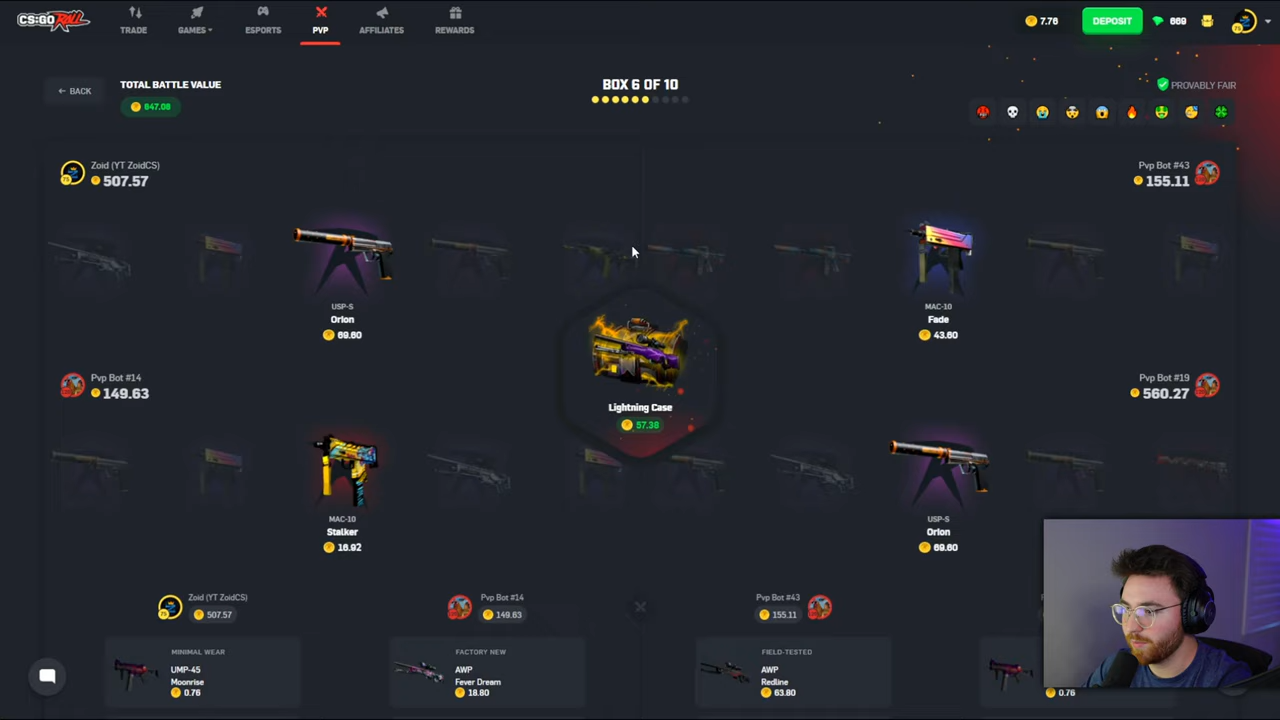 CS:GO ROLL
TRADE
GAMES
ESPORTS
PVP
AFFILIATES
REWARDS
7.76
DEPOSIT
869
75
← BACK
TOTAL BATTLE VALUE
847.08
BOX 6 OF 10
PROVABLY FAIR
Zoid (YT ZoidCS)
507.57
75
Pvp Bot #43
155.11
USP-S
Orion
69.60
MAC-10
Fade
43.60
Pvp Bot #14
149.63
Pvp Bot #19
560.27
Lightning Case
57.38
MAC-10
Stalker
16.92
USP-S
Orion
69.60
Zoid (YT ZoidCS)
507.57
75
Pvp Bot #14
149.63
Pvp Bot #43
155.11
MINIMAL WEAR
UMP-45
Moonrise
0.76
FACTORY NEW
AWP
Fever Dream
18.80
FIELD-TESTED
AWP
Redline
63.80
0.76